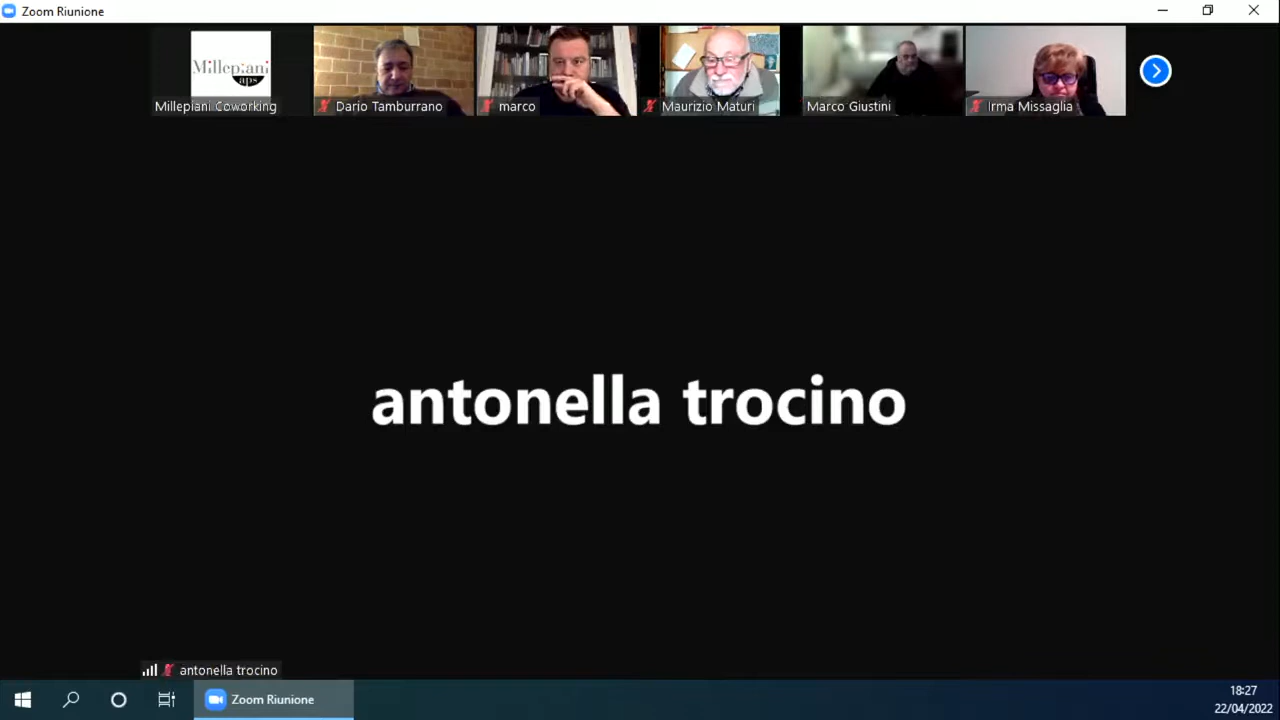 Zoom Riunione
Millepiani
aps
Millepiani Coworking
Dario Tamburrano
marco
Maurizio Maturi
Marco Giustini
Irma Missaglia
antonella trocino
antonella trocino
Zoom Riunione
18:27
22/04/2022